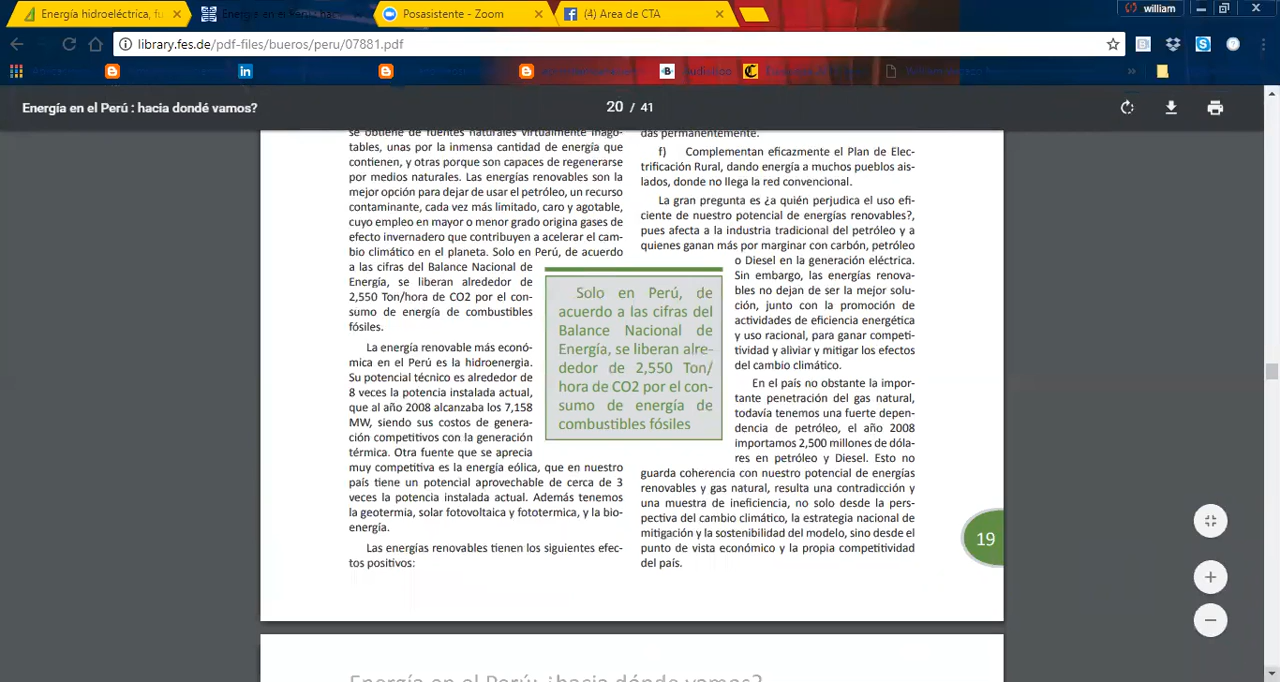 Energía hidroeléctrica, fu
Energía en el Perú : hac
Posasistente - Zoom
(4) Area de CTA
william
library.fes.de/pdf-files/bueros/peru/07881.pdf
Energía en el Perú : hacia dondé vamos?
20 / 41
se obtiene de fuentes naturales virtualmente inago-
tables, unas por la inmensa cantidad de energía que
contienen, y otras porque son capaces de regenerarse
por medios naturales. Las energías renovables son la
mejor opción para dejar de usar el petróleo, un recurso
contaminante, cada vez más limitado, caro y agotable,
cuyo empleo en mayor o menor grado origina gases de
efecto invernadero que contribuyen a acelerar el cam-
bio climático en el planeta. Solo en Perú, de acuerdo
a las cifras del Balance Nacional de
Energía, se liberan alrededor de
2,550 Ton/hora de CO2 por el con-
sumo de energía de combustibles
fósiles.
La energía renovable más econó-
mica en el Perú es la hidroenergia.
Su potencial técnico es alrededor de
8 veces la potencia instalada actual,
que al año 2008 alcanzaba los 7,158
MW, siendo sus costos de genera-
ción competitivos con la generación
térmica. Otra fuente que se aprecia
muy competitiva es la energía eólica, que en nuestro
país tiene un potencial aprovechable de cerca de 3
veces la potencia instalada actual. Además tenemos
la geotermia, solar fotovoltaica y fototermica, y la bio-
energía.
Las energías renovables tienen los siguientes efec-
tos positivos:
Solo en Perú, de
acuerdo a las cifras del
Balance Nacional de
Energía, se liberan alre-
dedor de 2,550 Ton/
hora de CO2 por el con-
sumo de energía de
combustibles fósiles
das permanentemente.
f) Complementan eficazmente el Plan de Elec-
trificación Rural, dando energía a muchos pueblos ais-
lados, donde no llega la red convencional.
La gran pregunta es ¿a quién perjudica el uso efi-
ciente de nuestro potencial de energías renovables?,
pues afecta a la industria tradicional del petróleo y a
quienes ganan más por marginar con carbón, petróleo
o Diesel en la generación eléctrica.
Sin embargo, las energías renova-
bles no dejan de ser la mejor solu-
ción, junto con la promoción de
actividades de eficiencia energética
y uso racional, para ganar competi-
tividad y aliviar y mitigar los efectos
del cambio climático.
En el país no obstante la impor-
tante penetración del gas natural,
todavía tenemos una fuerte depen-
dencia de petróleo, el año 2008
importamos 2,500 millones de dóla-
res en petróleo y Diesel. Esto no
guarda coherencia con nuestro potencial de energías
renovables y gas natural, resulta una contradicción y
una muestra de ineficiencia, no solo desde la pers-
pectiva del cambio climático, la estrategia nacional de
mitigación y la sostenibilidad del modelo, sino desde el
punto de vista económico y la propia competitividad
del país.
19
Energía en el Perú: ¿hacia dónde vamos?